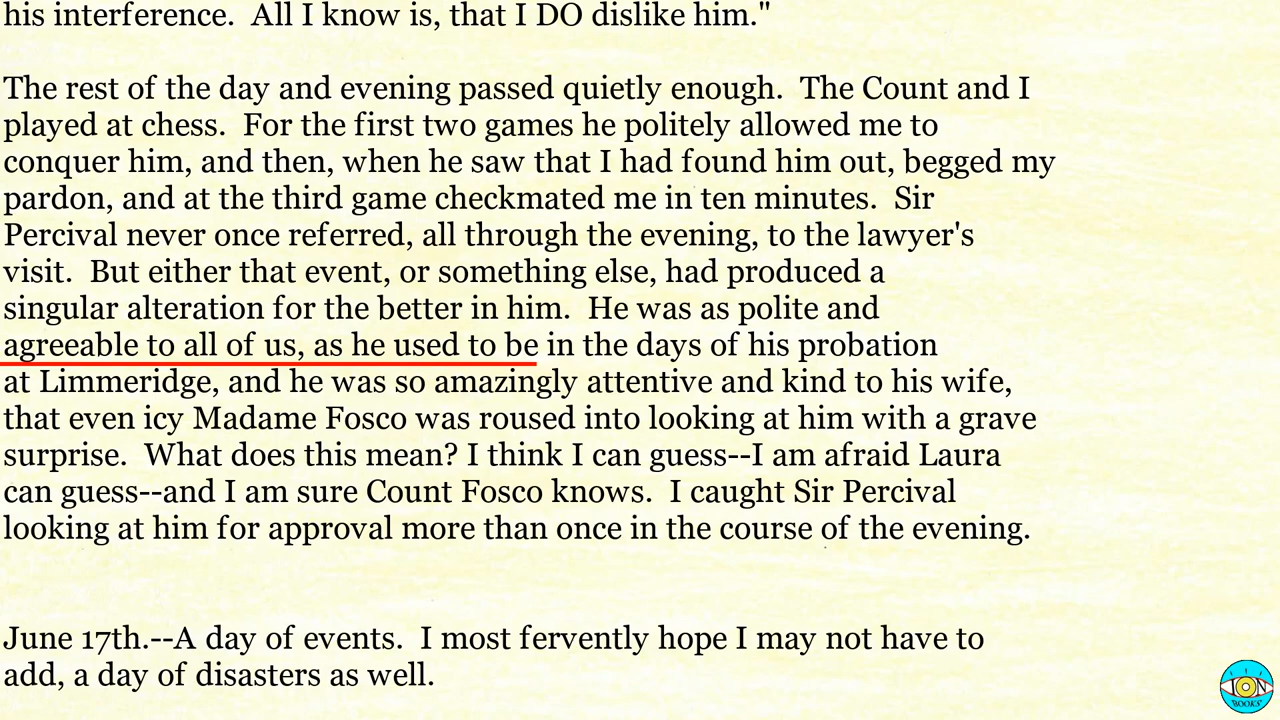 his interference.  All I know is, that I DO dislike him."
The rest of the day and evening passed quietly enough.  The Count and I
played at chess.  For the first two games he politely allowed me to
conquer him, and then, when he saw that I had found him out, begged my
pardon, and at the third game checkmated me in ten minutes.  Sir
Percival never once referred, all through the evening, to the lawyer's
visit.  But either that event, or something else, had produced a
singular alteration for the better in him.  He was as polite and
agreeable to all of us, as he used to be in the days of his probation
at Limmeridge, and he was so amazingly attentive and kind to his wife,
that even icy Madame Fosco was roused into looking at him with a grave
surprise.  What does this mean? I think I can guess--I am afraid Laura
can guess--and I am sure Count Fosco knows.  I caught Sir Percival
looking at him for approval more than once in the course of the evening.
June 17th.--A day of events.  I most fervently hope I may not have to
add, a day of disasters as well.
ION
BOOKS